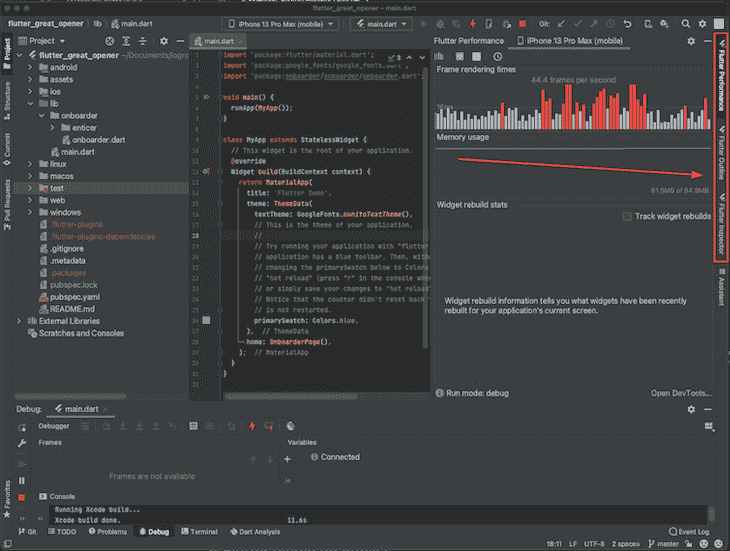 flutter_great_opener – main.dart
flutter_great_opener
lib
main.dart
iPhone 13 Pro Max (mobile)
main.dart
Git:
Project
main.dart
Flutter Performance
iPhone 13 Pro Max (mobile)
flutter_great_opener ~/Documents/logro
android
assets
ios
lib
onboarder
enticer
onboarder.dart
main.dart
linux
macos
test
web
windows
.flutter-plugins
.flutter-plugins-dependencies
.gitignore
.metadata
.packages
pubspec.lock
pubspec.yaml
README.md
External Libraries
Scratches and Consoles
Project
Structure
Commit
Pull Requests
Favorites
3
import 'package:flutter/material.dart';
import 'package:google_fonts/google_fonts.dart';
import 'package:onboarder/onboarder/onboarder.dart';
void main() {
runApp(MyApp());
}
class MyApp extends StatelessWidget {
// This widget is the root of your application.
@override
Widget build(BuildContext context) {
return MaterialApp(
title: 'Flutter Demo',
theme: ThemeData(
textTheme: GoogleFonts.nunitoTextTheme(),
// This is the theme of your application.
//
// Try running your application with "flutter
// application has a blue toolbar. Then, witho
// changing the primarySwatch below to Colors
// "hot reload" (press "r" in the console whe
// or simply save your changes to "hot reload"
// Notice that the counter didn't reset back
// is not restarted.
primarySwatch: Colors.blue,
), // ThemeData
home: OnboarderPage(),
); // MaterialApp
}
}
Frame rendering times
44.4 frames per second
16ms
Memory usage
81.5MB of 84.9MB
Widget rebuild stats
Track widget rebuilds
Widget rebuild information tells you what widgets have been recently
rebuilt for your application's current screen.
Run mode: debug
Open DevTools...
Flutter Performance
Flutter Outline
Flutter Inspector
Assistant
Debug:
main.dart
Debugger
Frames
Variables
Frames are not available
Connected
Console
Running Xcode build...
Xcode build done.
11.6s
Git
TODO
Problems
Debug
Terminal
Dart Analysis
Event Log
18:11
LF
UTF-8
2 spaces
master